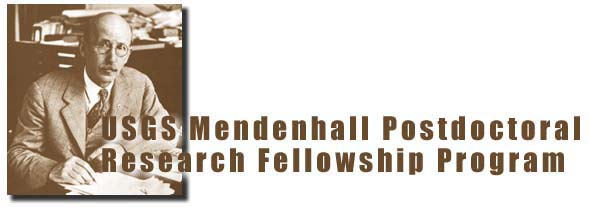 USGS Mendenhall Postdoctoral
Research Fellowship Program